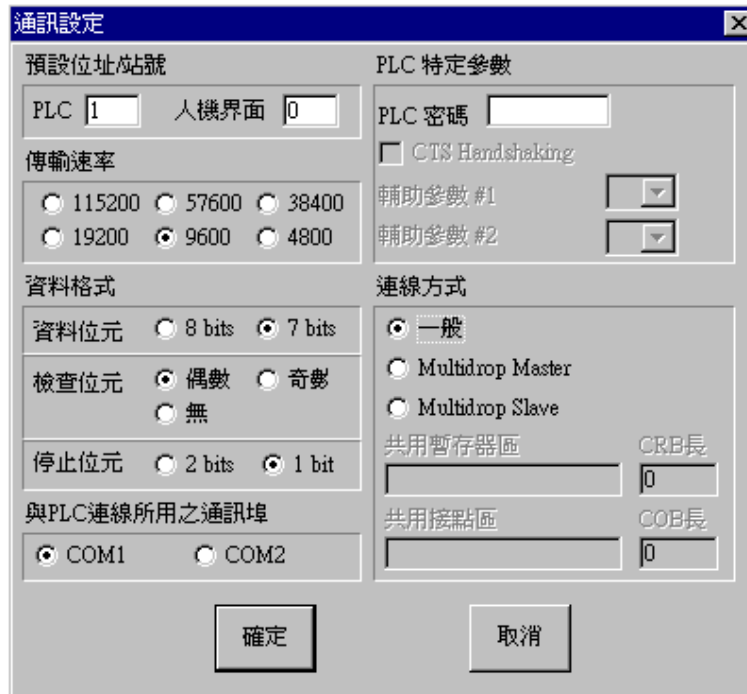 通訊設定
預設位址/站號
PLC 1 人機界面 0
傳輸速率
115200 57600 38400
19200 9600 4800
資料格式
資料位元 8 bits 7 bits
檢查位元 偶數 奇數
無
停止位元 2 bits 1 bit
與PLC連線所用之通訊埠
COM1 COM2
PLC 特定參數
PLC 密碼
CTS Handshaking
輔助參數 #1
輔助參數 #2
連線方式
一般
Multidrop Master
Multidrop Slave
共用暫存器區 CRB長
0
共用接點區 COB長
0
確定 取消